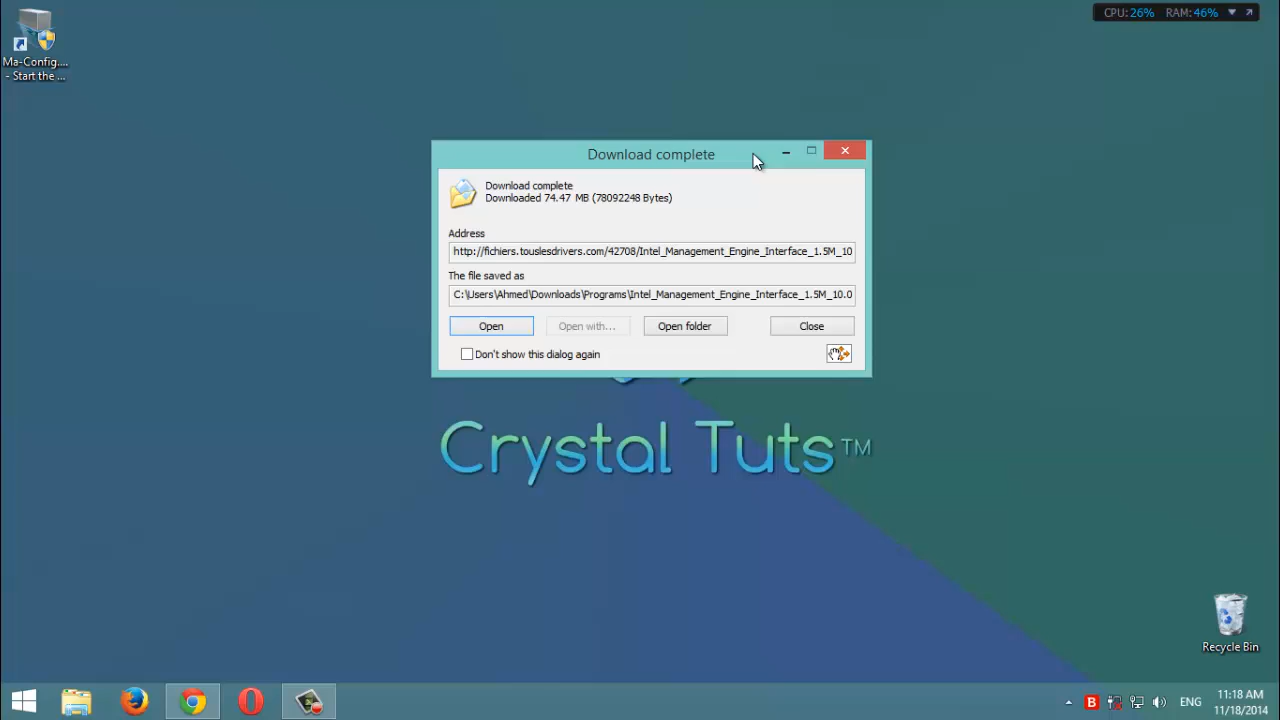 CPU:26% RAM:46%
Ma-Config....
- Start the ...
Download complete
Download complete
Downloaded 74.47 MB (78092248 Bytes)
Address
http://fichiers.touslesdrivers.com/42708/Intel_Management_Engine_Interface_1.5M_10
The file saved as
C:\Users\Ahmed\Downloads\Programs\Intel_Management_Engine_Interface_1.5M_10.0
Open Open with... Open folder Close
Don't show this dialog again
Crystal Tuts™
Recycle Bin
B ENG
11:18 AM
11/18/2014